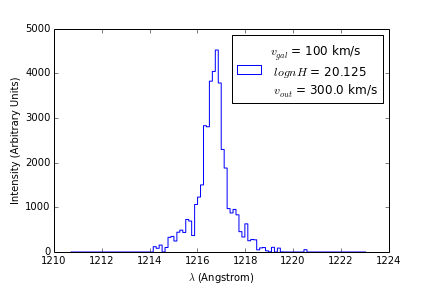 5000
4000
3000
2000
1000
0
Intensity (Arbitrary Units)
v_gal = 100 km/s
lognH = 20.125
v_out = 300.0 km/s
1210 1212 1214 1216 1218 1220 1222 1224
λ (Angstrom)